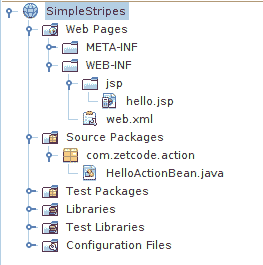 SimpleStripes
Web Pages
META-INF
WEB-INF
jsp
hello.jsp
web.xml
Source Packages
com.zetcode.action
HelloActionBean.java
Test Packages
Libraries
Test Libraries
Configuration Files